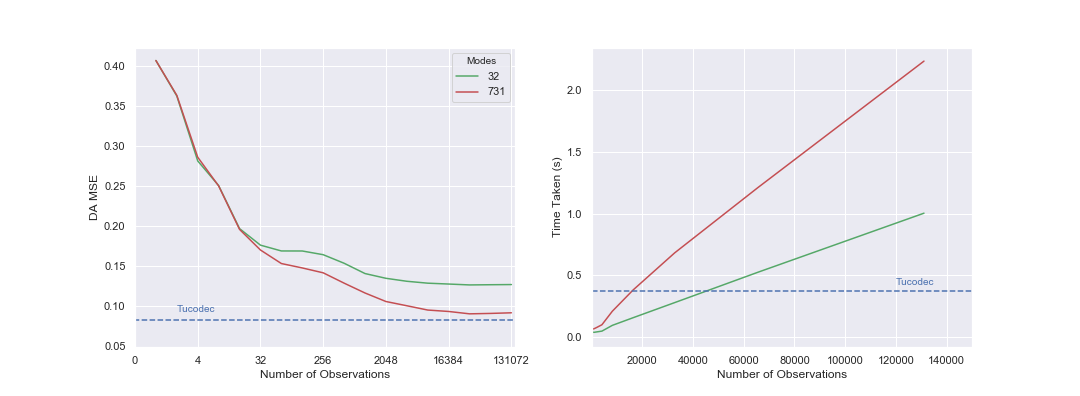 DA MSE
0.40
0.35
0.30
0.25
0.20
0.15
0.10
0.05
Modes
32
731
Tucodec
0 4 32 256 2048 16384 131072
Number of Observations
Time Taken (s)
2.0
1.5
1.0
0.5
0.0
Tucodec
20000 40000 60000 80000 100000 120000 140000
Number of Observations